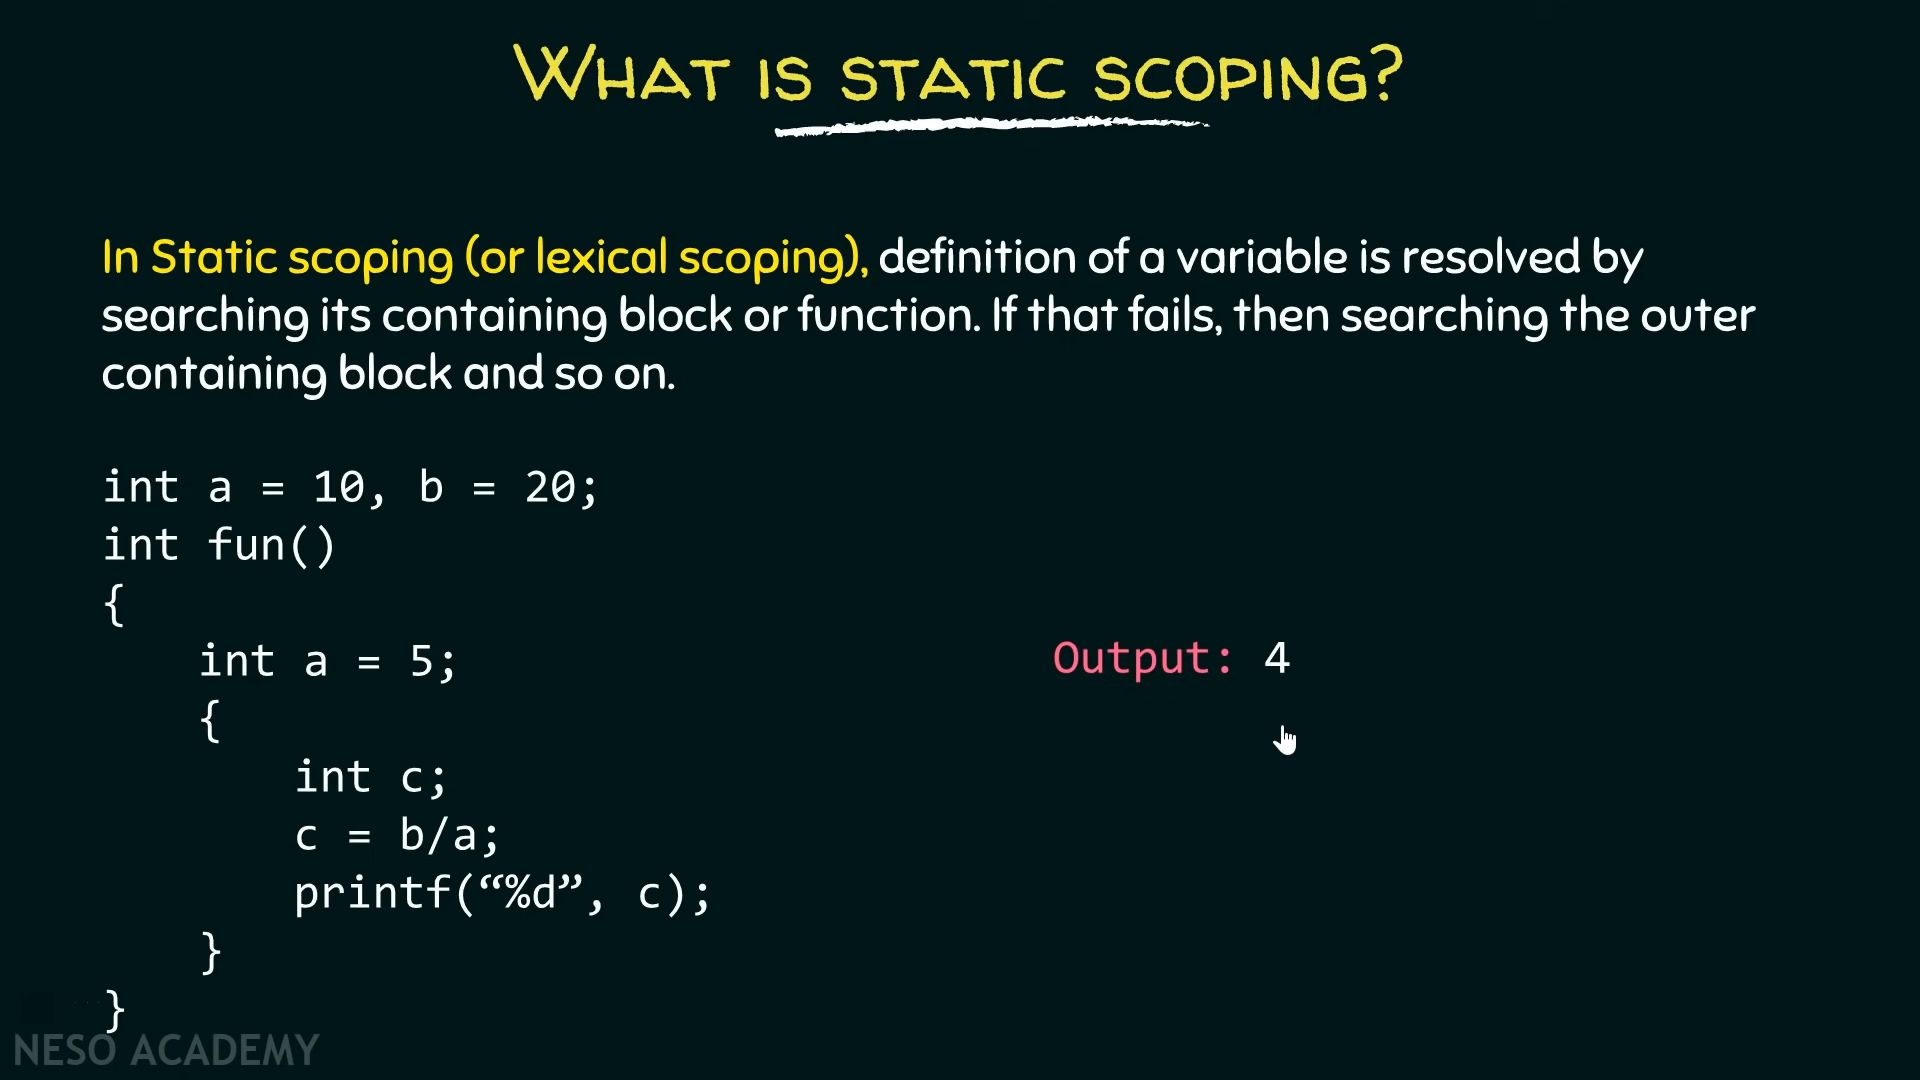 WHAT IS STATIC SCOPING?
In Static scoping (or lexical scoping), definition of a variable is resolved by
searching its containing block or function. If that fails, then searching the outer
containing block and so on.
int a = 10, b = 20;
int fun()
{
int a = 5;
Output: 4
{
int c;
c = b/a;
printf(“%d”, c);
}
}
NESO ACADEMY